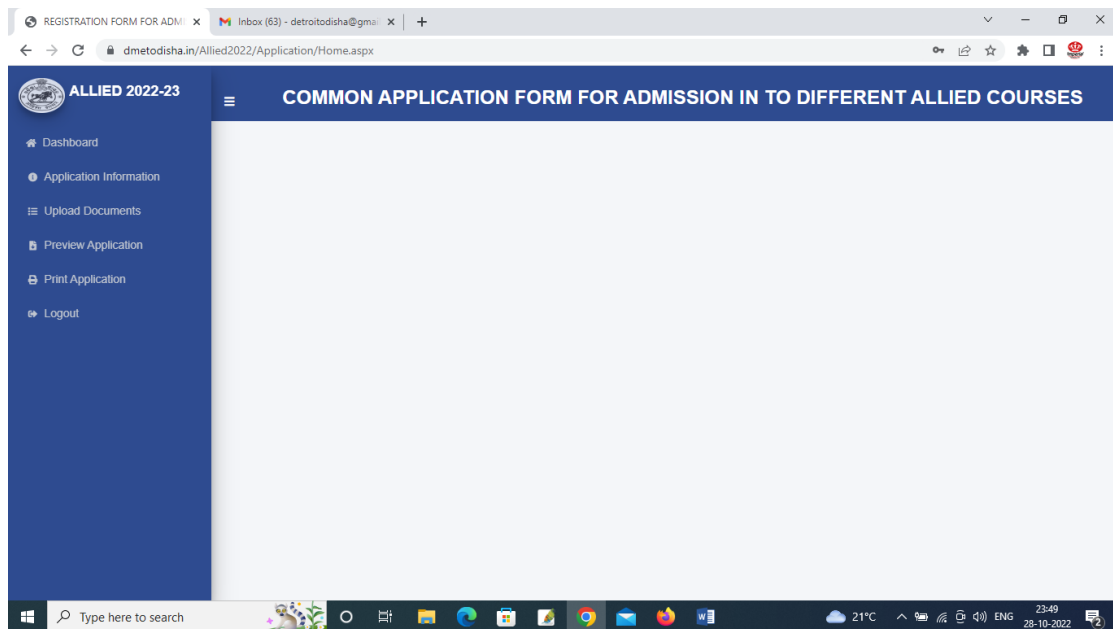 REGISTRATION FORM FOR ADMI
Inbox (63) - detroitodisha@gmai
dmetodisha.in/Allied2022/Application/Home.aspx
ALLIED 2022-23
COMMON APPLICATION FORM FOR ADMISSION IN TO DIFFERENT ALLIED COURSES
Dashboard
Application Information
Upload Documents
Preview Application
Print Application
Logout
Type here to search
21°C
ENG
23:49
28-10-2022
2